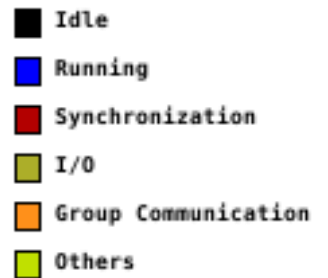 Idle
Running
Synchronization
I/O
Group Communication
Others